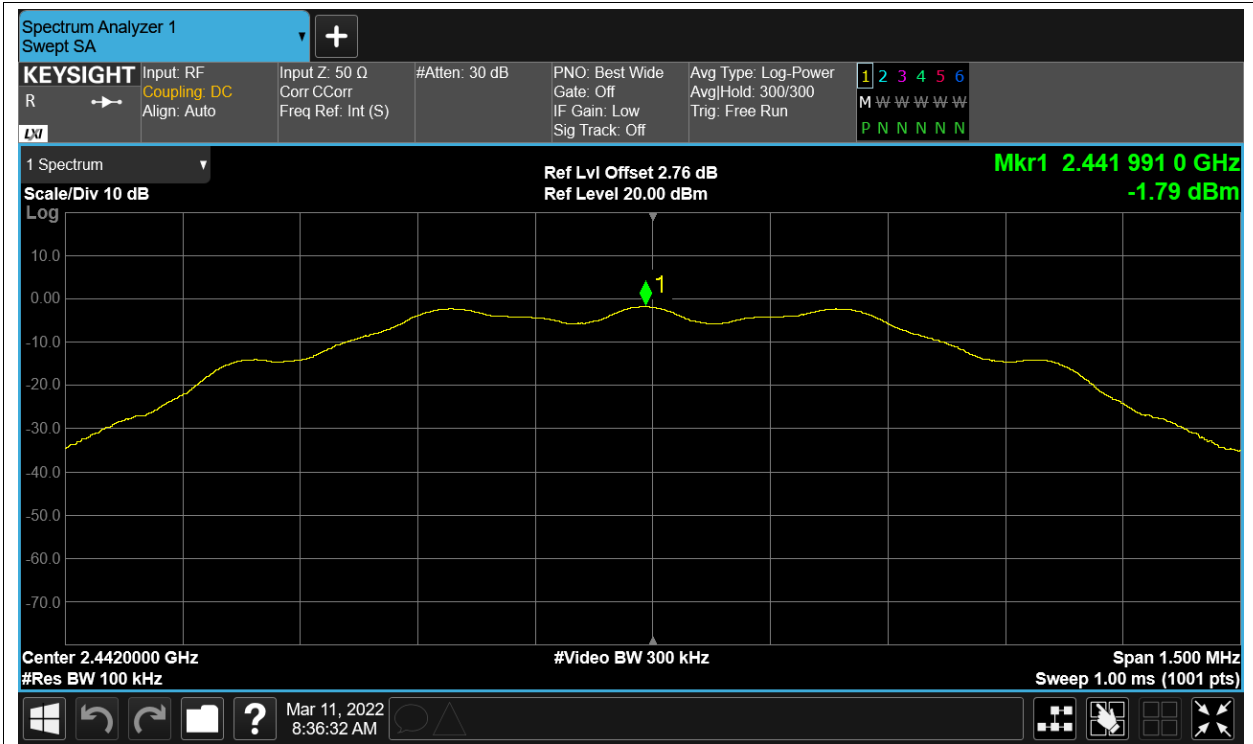 Spectrum Analyzer 1
Swept SA
KEYSIGHT
R
LXI
Input: RF
Coupling: DC
Align: Auto
Input Z: 50 Ω
Corr CCorr
Freq Ref: Int (S)
#Atten: 30 dB
PNO: Best Wide
Gate: Off
IF Gain: Low
Sig Track: Off
Avg Type: Log-Power
Avg|Hold: 300/300
Trig: Free Run
1 2 3 4 5 6
M W W W W W
P N N N N N
1 Spectrum
Scale/Div 10 dB
Log
Ref Lvl Offset 2.76 dB
Ref Level 20.00 dBm
Mkr1 2.441 991 0 GHz
-1.79 dBm
10.0
0.00
-10.0
-20.0
-30.0
-40.0
-50.0
-60.0
-70.0
1
Center 2.4420000 GHz
#Res BW 100 kHz
#Video BW 300 kHz
Span 1.500 MHz
Sweep 1.00 ms (1001 pts)
?
Mar 11, 2022
8:36:32 AM